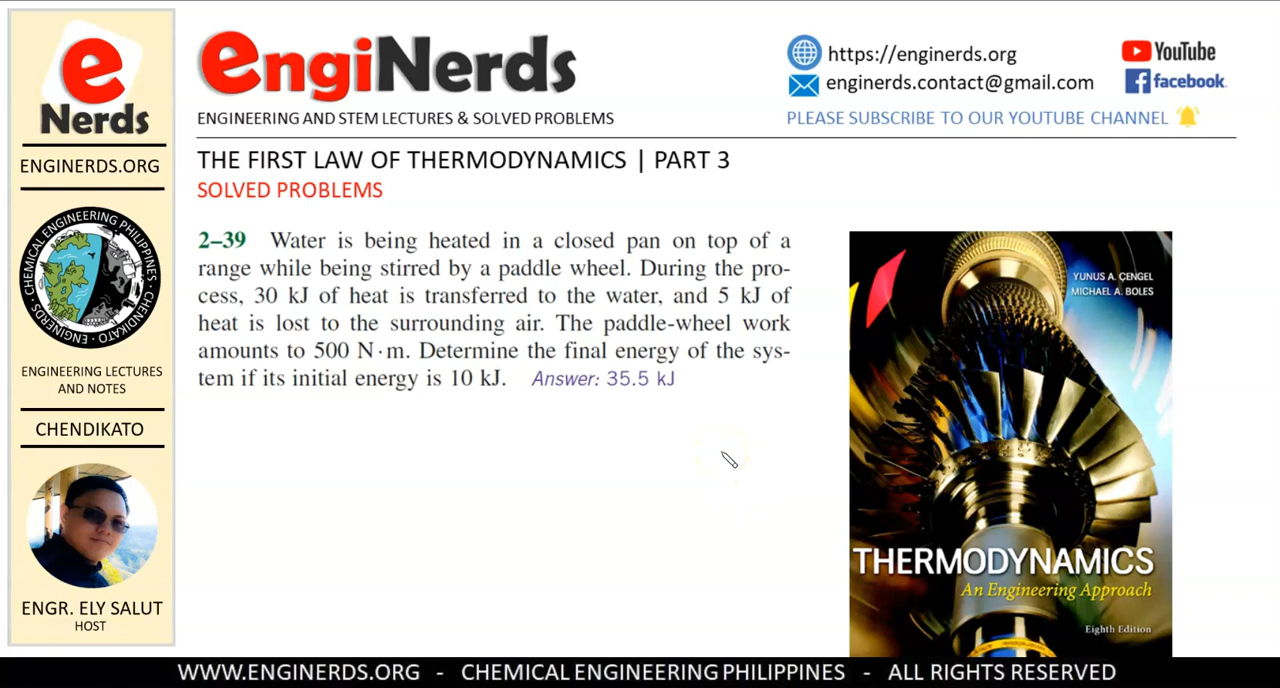 e
Nerds
ENGINERDS.ORG
CHEMICAL ENGINEERING PHILIPPINES · CHENDIKATO · ENGINERDS ·
ENGINEERING LECTURES
AND NOTES
CHENDIKATO
ENGR. ELY SALUT
HOST
engiNerds
ENGINEERING AND STEM LECTURES & SOLVED PROBLEMS
https://enginerds.org
enginerds.contact@gmail.com
YouTube
facebook
PLEASE SUBSCRIBE TO OUR YOUTUBE CHANNEL
THE FIRST LAW OF THERMODYNAMICS | PART 3
SOLVED PROBLEMS
2–39 Water is being heated in a closed pan on top of a
range while being stirred by a paddle wheel. During the pro-
cess, 30 kJ of heat is transferred to the water, and 5 kJ of
heat is lost to the surrounding air. The paddle-wheel work
amounts to 500 N·m. Determine the final energy of the sys-
tem if its initial energy is 10 kJ. Answer: 35.5 kJ
YUNUS A. ÇENGEL
MICHAEL A. BOLES
THERMODYNAMICS
An Engineering Approach
Eighth Edition
WWW.ENGINERDS.ORG - CHEMICAL ENGINEERING PHILIPPINES - ALL RIGHTS RESERVED